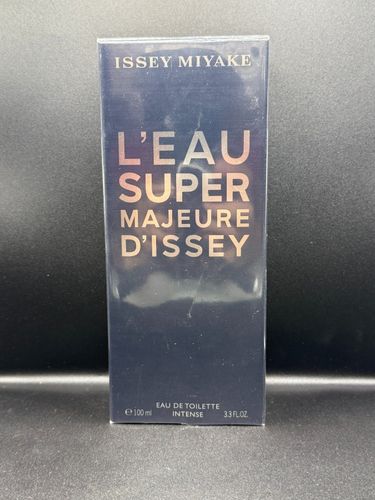 ISSEY MIYAKE
L'EAU
SUPER
MAJEURE
D'ISSEY
EAU DE TOILETTE
℮ 100 ml INTENSE 3.3 FL.OZ.